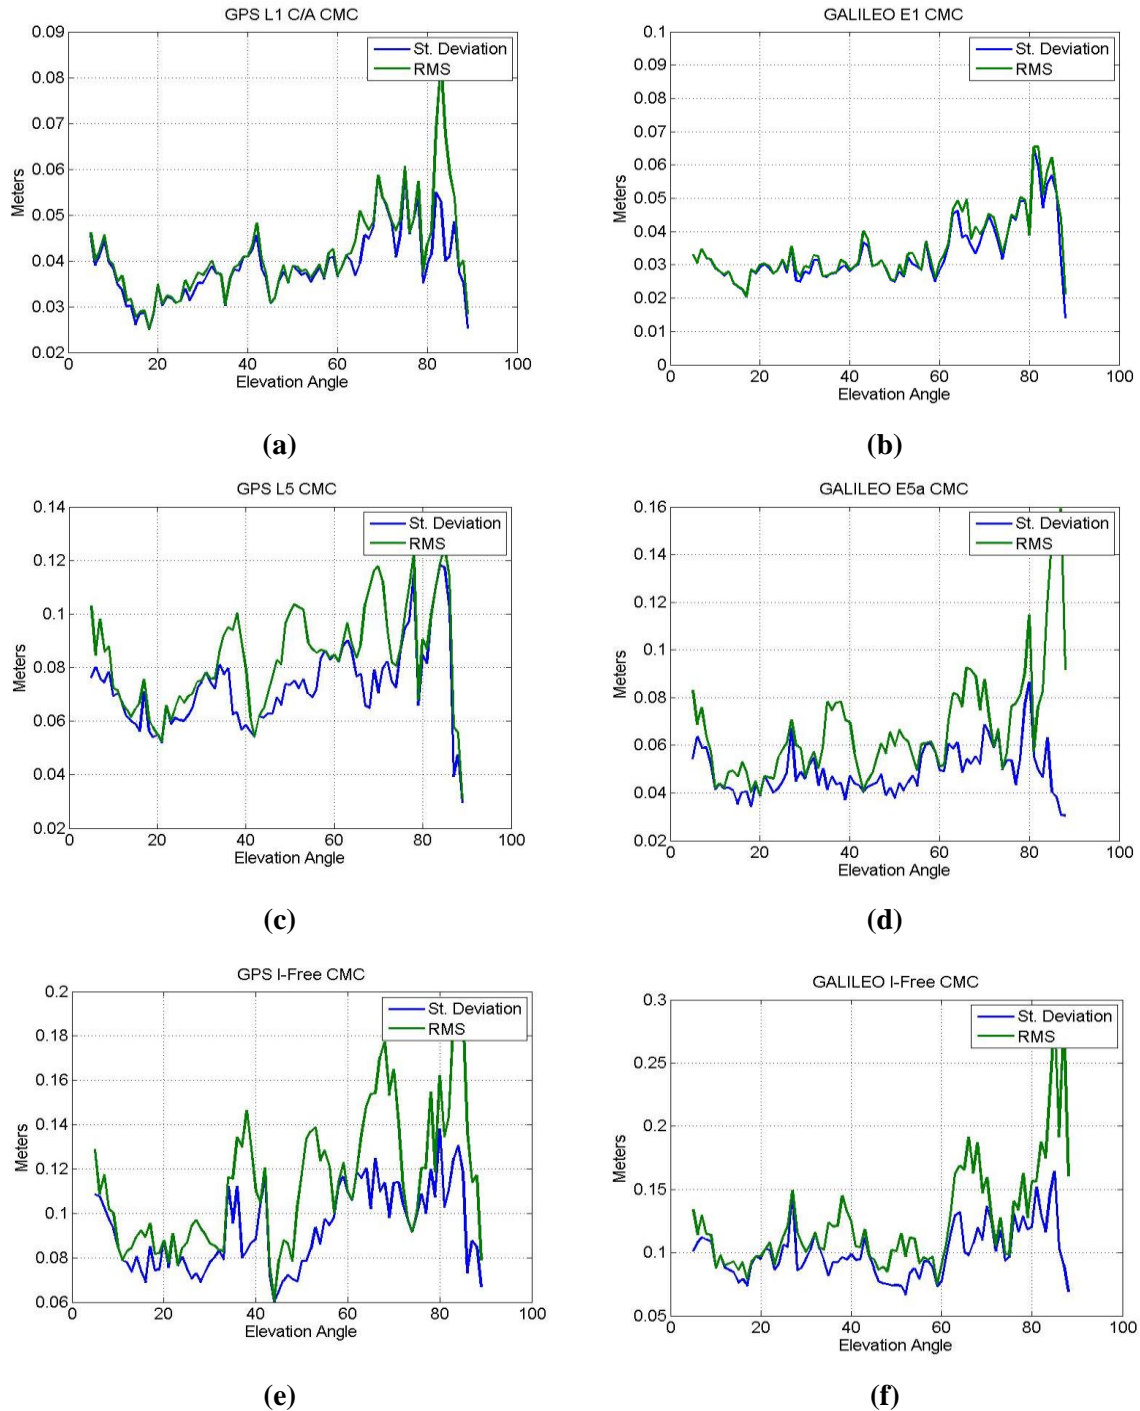 GPS L1 C/A CMC
0.09
0.08
0.07
0.06
0.05
0.04
0.03
0.02
Meters
St. Deviation
RMS
0 20 40 60 80 100
Elevation Angle
(a)
GALILEO E1 CMC
0.1
0.09
0.08
0.07
0.06
0.05
0.04
0.03
0.02
0.01
0
Meters
St. Deviation
RMS
0 20 40 60 80 100
Elevation Angle
(b)
GPS L5 CMC
0.14
0.12
0.1
0.08
0.06
0.04
0.02
Meters
St. Deviation
RMS
0 20 40 60 80 100
Elevation Angle
(c)
GALILEO E5a CMC
0.16
0.14
0.12
0.1
0.08
0.06
0.04
0.02
Meters
St. Deviation
RMS
0 20 40 60 80 100
Elevation Angle
(d)
GPS I-Free CMC
0.2
0.18
0.16
0.14
0.12
0.1
0.08
0.06
Meters
St. Deviation
RMS
0 20 40 60 80 100
Elevation Angle
(e)
GALILEO I-Free CMC
0.3
0.25
0.2
0.15
0.1
0.05
Meters
St. Deviation
RMS
0 20 40 60 80 100
Elevation Angle
(f)